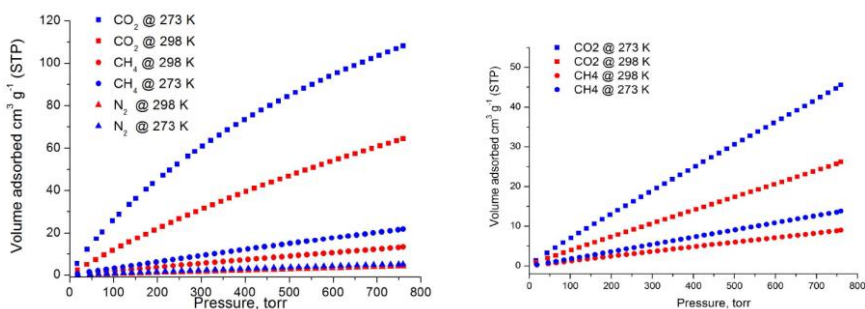 120
100
80
60
40
20
0
Volume adsorbed cm³ g⁻¹ (STP)
CO₂ @ 273 K
CO₂ @ 298 K
CH₄ @ 298 K
CH₄ @ 273 K
N₂ @ 298 K
N₂ @ 273 K
0 100 200 300 400 500 600 700 800
Pressure, torr
50
40
30
20
10
0
Volume adsorbed cm³ g⁻¹ (STP)
CO2 @ 273 K
CO2 @ 298 K
CH4 @ 298 K
CH4 @ 273 K
0 100 200 300 400 500 600 700 800
Pressure, torr